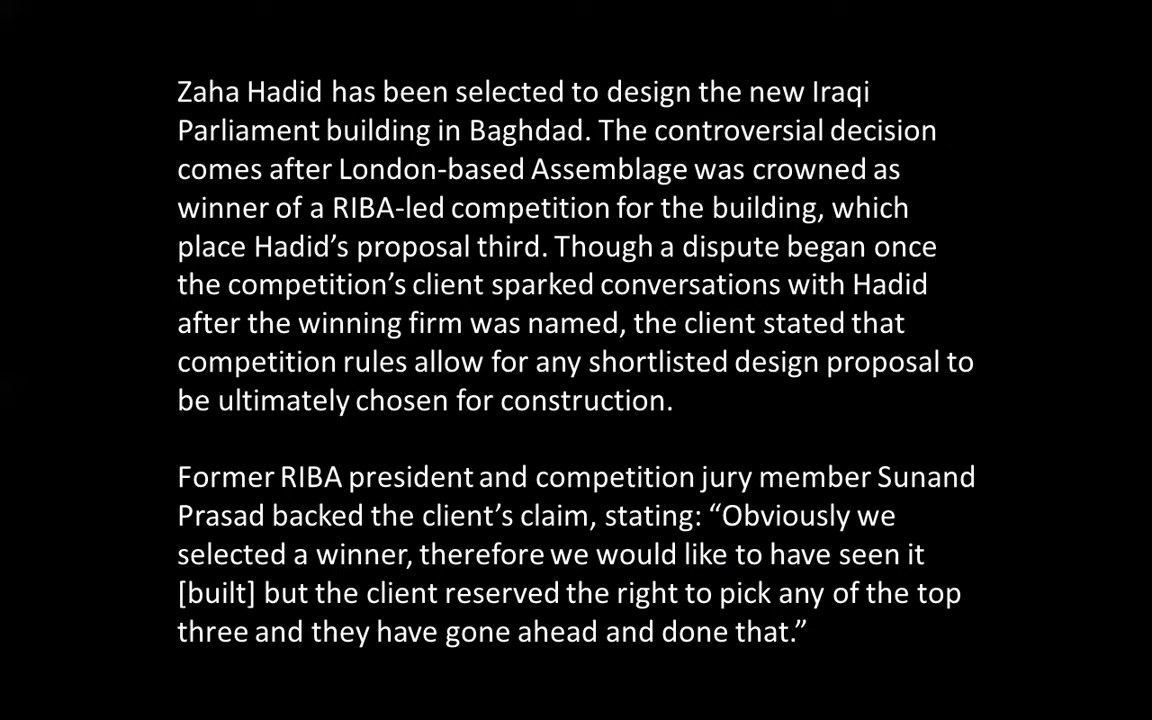 Zaha Hadid has been selected to design the new Iraqi
Parliament building in Baghdad. The controversial decision
comes after London-based Assemblage was crowned as
winner of a RIBA-led competition for the building, which
place Hadid’s proposal third. Though a dispute began once
the competition’s client sparked conversations with Hadid
after the winning firm was named, the client stated that
competition rules allow for any shortlisted design proposal to
be ultimately chosen for construction.
Former RIBA president and competition jury member Sunand
Prasad backed the client’s claim, stating: “Obviously we
selected a winner, therefore we would like to have seen it
[built] but the client reserved the right to pick any of the top
three and they have gone ahead and done that.”